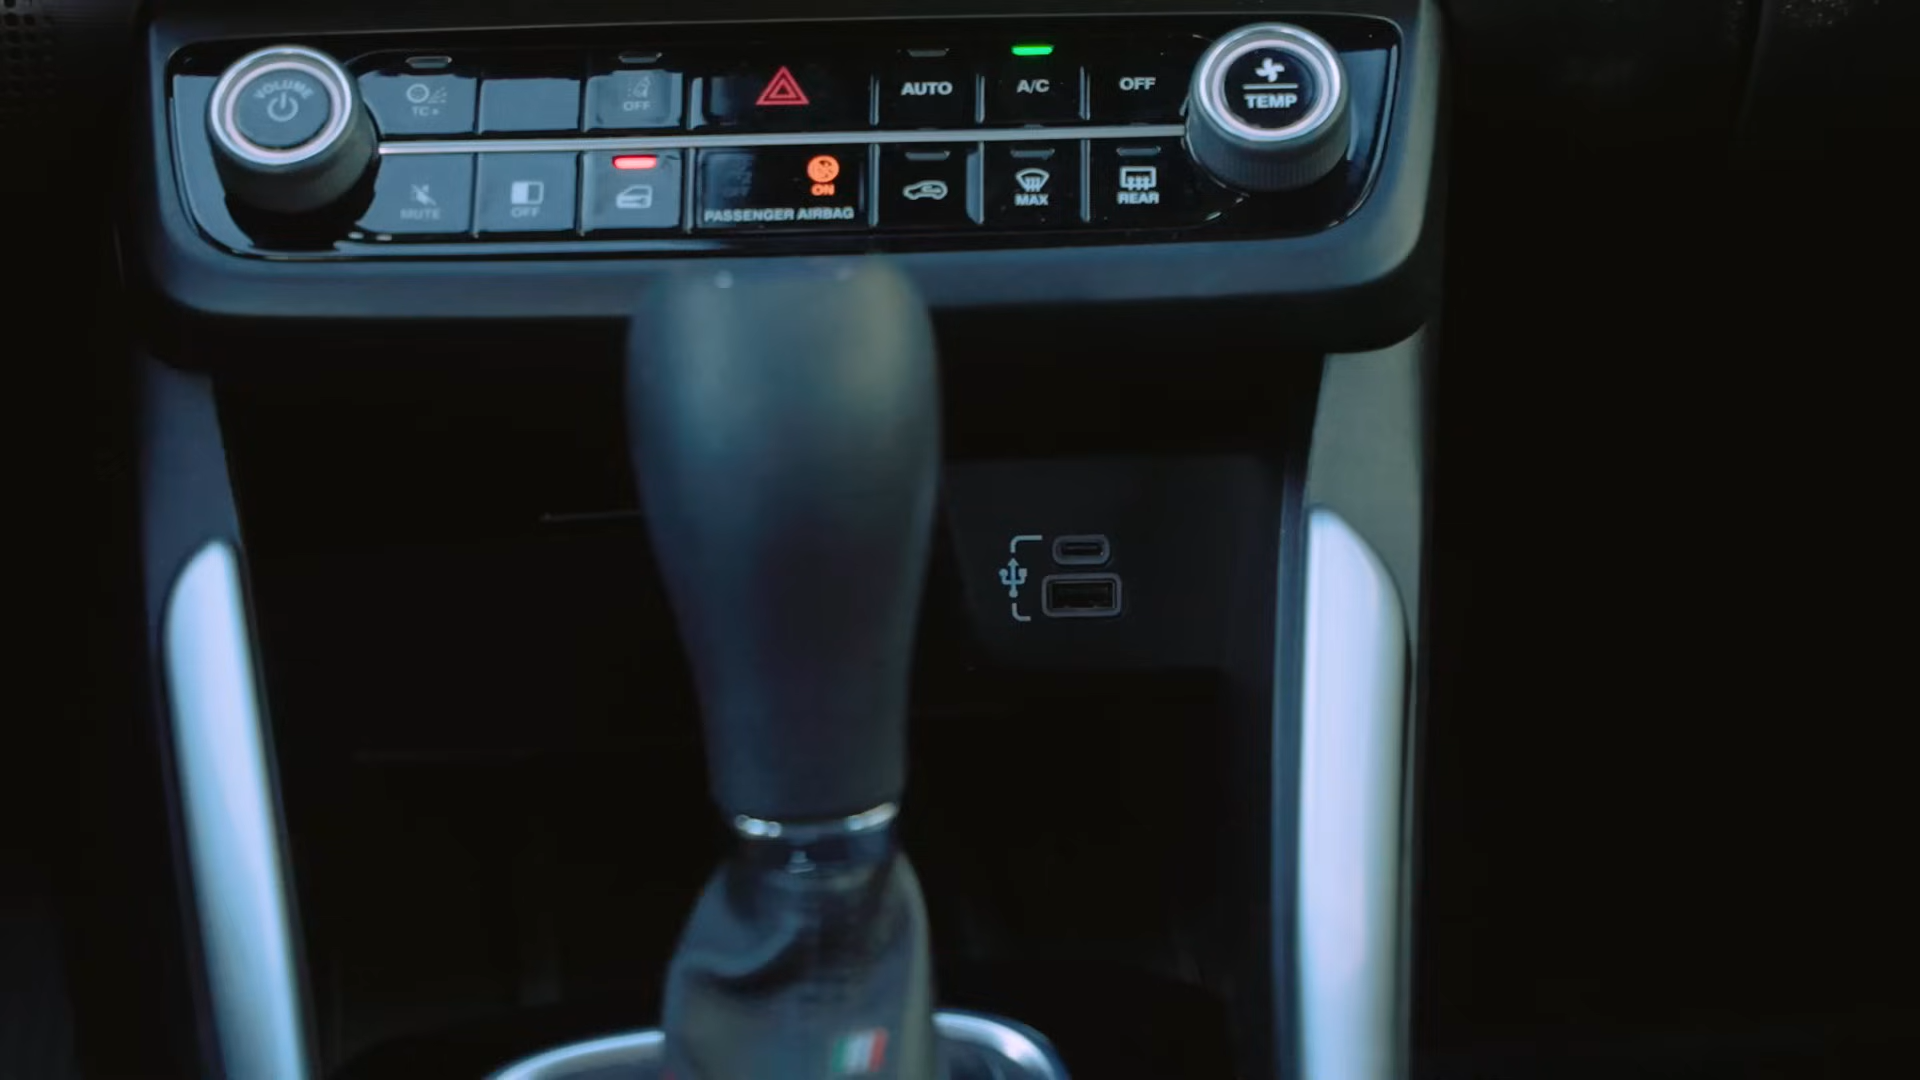 VOLUME
TC+
OFF
AUTO
A/C
OFF
TEMP
MUTE
OFF
ON
PASSENGER AIRBAG
MAX
REAR